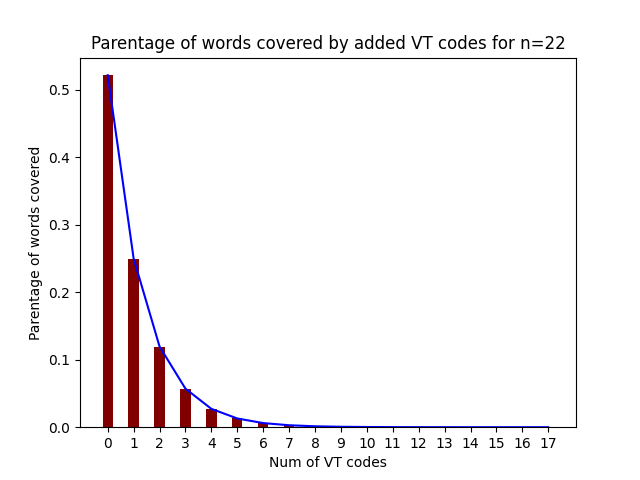 Parentage of words covered by added VT codes for n=22
Parentage of words covered
0.5
0.4
0.3
0.2
0.1
0.0
0 1 2 3 4 5 6 7 8 9 10 11 12 13 14 15 16 17
Num of VT codes